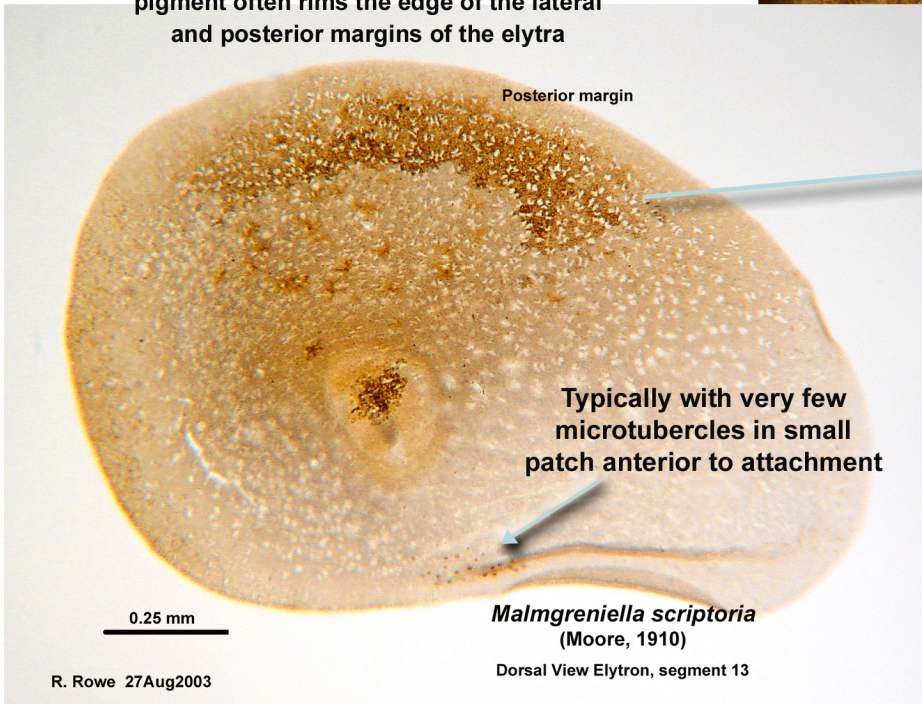 pigment often rims the edge of the lateral
and posterior margins of the elytra
Posterior margin
Typically with very few
microtubercles in small
patch anterior to attachment
0.25 mm
Malmgreniella scriptoria
(Moore, 1910)
Dorsal View Elytron, segment 13
R. Rowe 27Aug2003